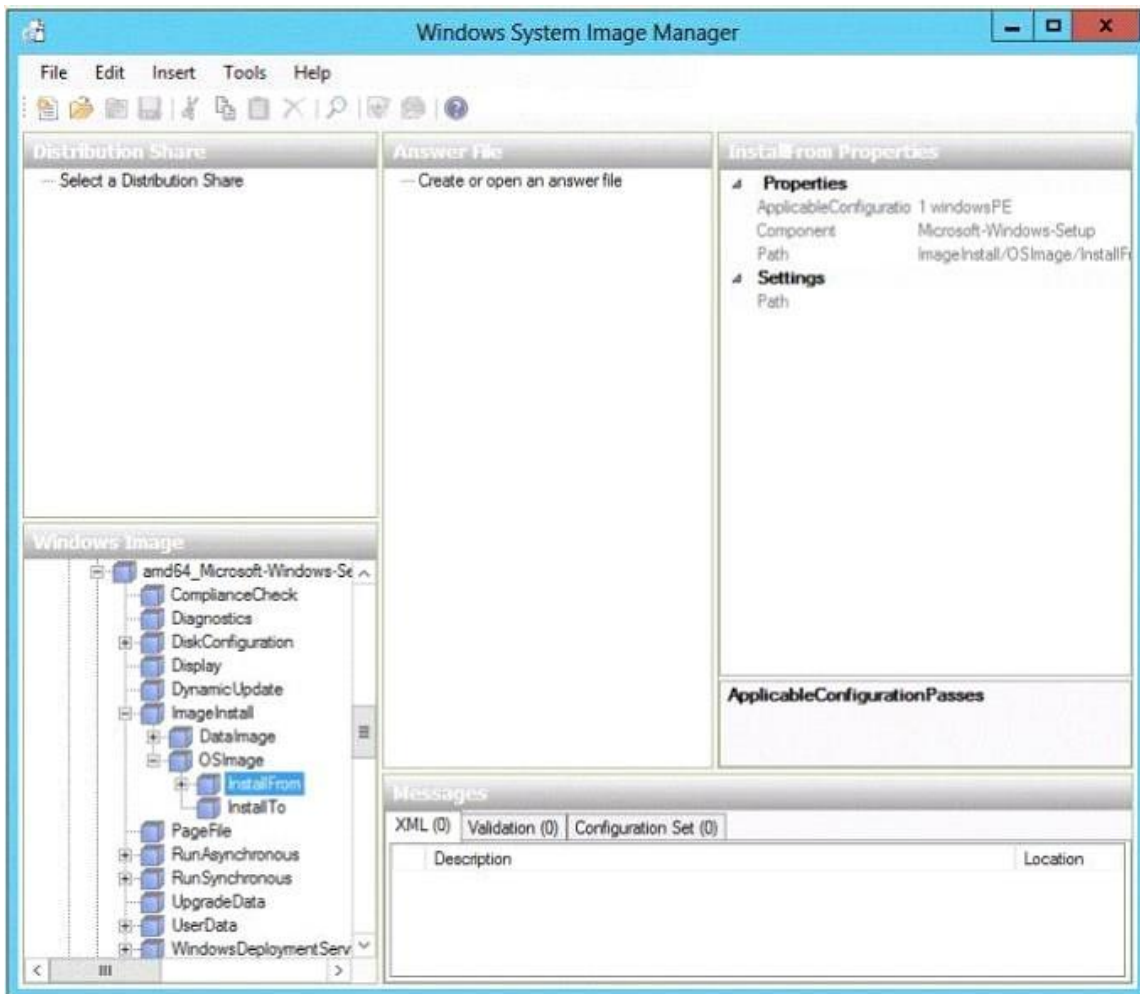 Windows System Image Manager
File Edit Insert Tools Help
Distribution Share
Select a Distribution Share
Answer File
Create or open an answer file
InstallFrom Properties
Properties
ApplicableConfiguratio 1 windowsPE
Component Microsoft-Windows-Setup
Path ImageInstall/OSImage/InstallFr
Settings
Path
ApplicableConfigurationPasses
Windows Image
amd64_Microsoft-Windows-Se
ComplianceCheck
Diagnostics
DiskConfiguration
Display
DynamicUpdate
ImageInstall
DataImage
OSImage
InstallFrom
InstallTo
PageFile
RunAsynchronous
RunSynchronous
UpgradeData
UserData
WindowsDeploymentServ
Messages
XML (0) Validation (0) Configuration Set (0)
Description Location